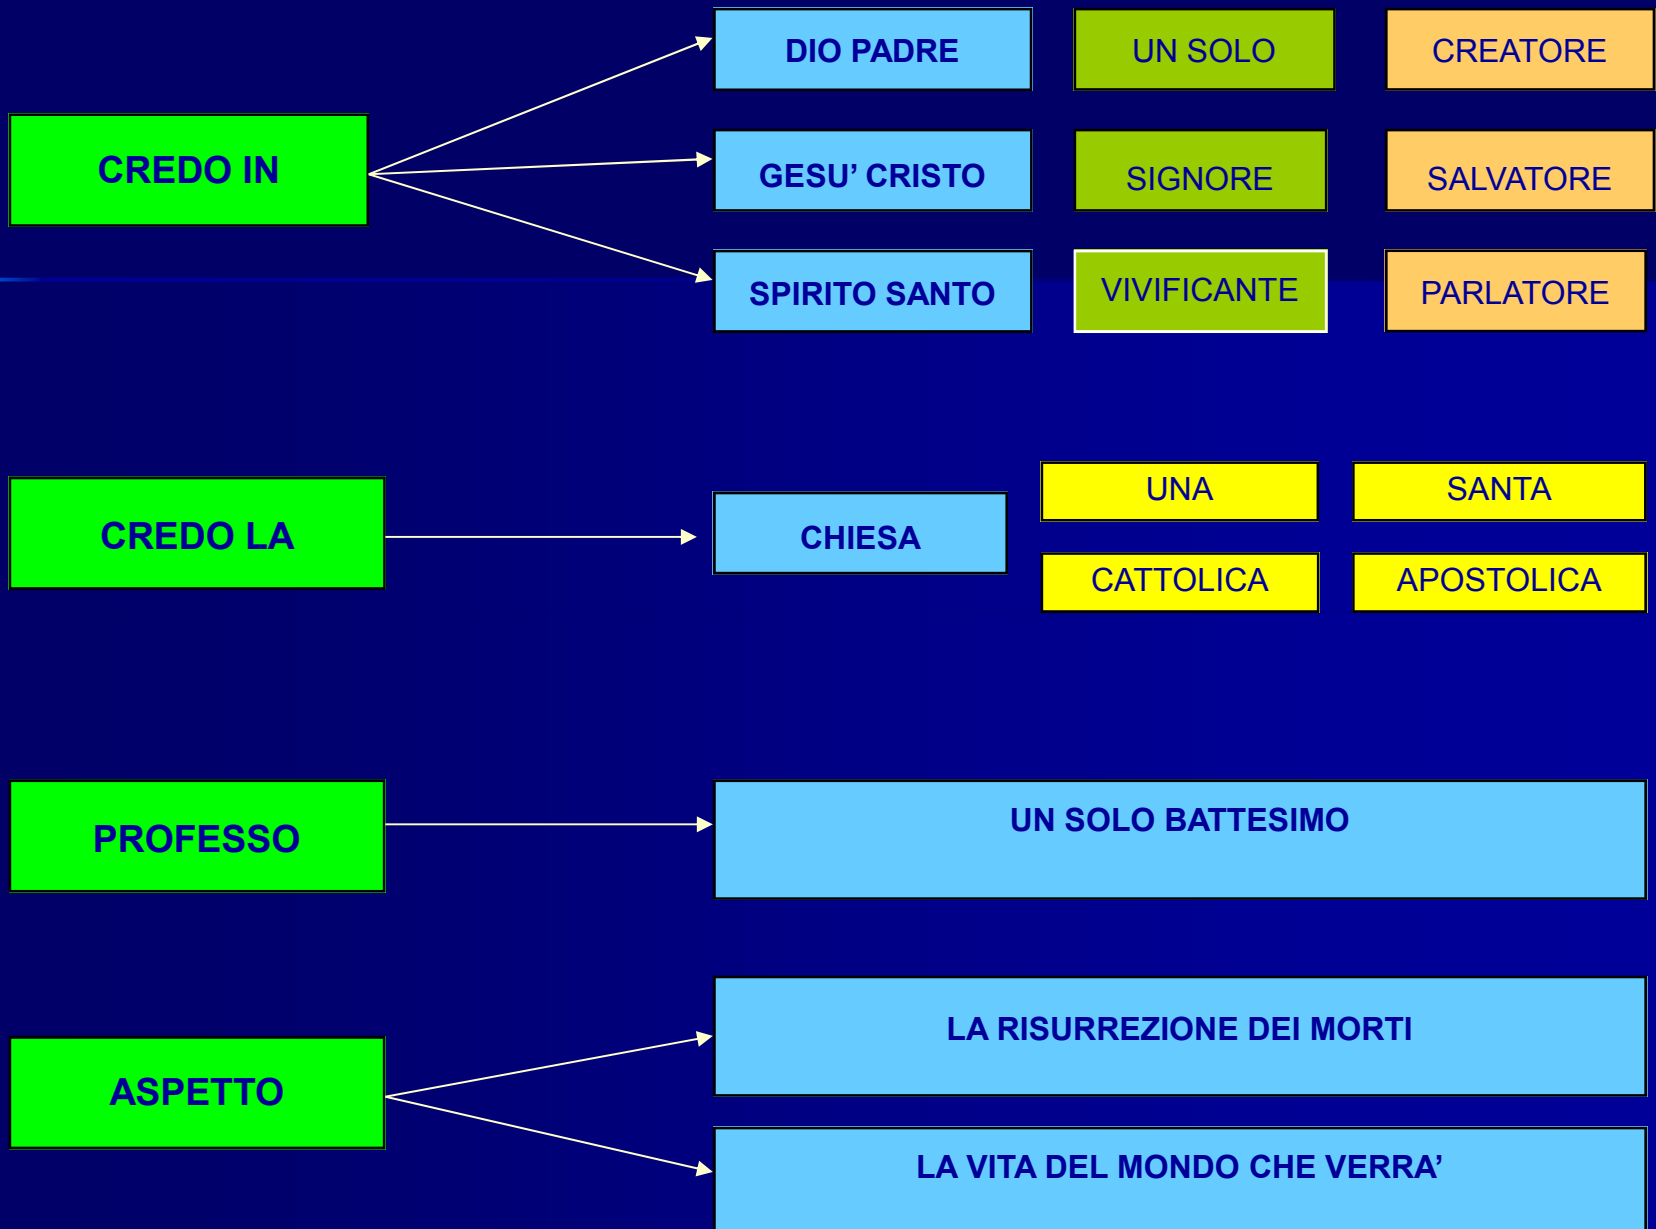 CREDO IN
DIO PADRE
UN SOLO
CREATORE
GESU’ CRISTO
SIGNORE
SALVATORE
SPIRITO SANTO
VIVIFICANTE
PARLATORE
CREDO LA
CHIESA
UNA
SANTA
CATTOLICA
APOSTOLICA
PROFESSO
UN SOLO BATTESIMO
ASPETTO
LA RISURREZIONE DEI MORTI
LA VITA DEL MONDO CHE VERRA’